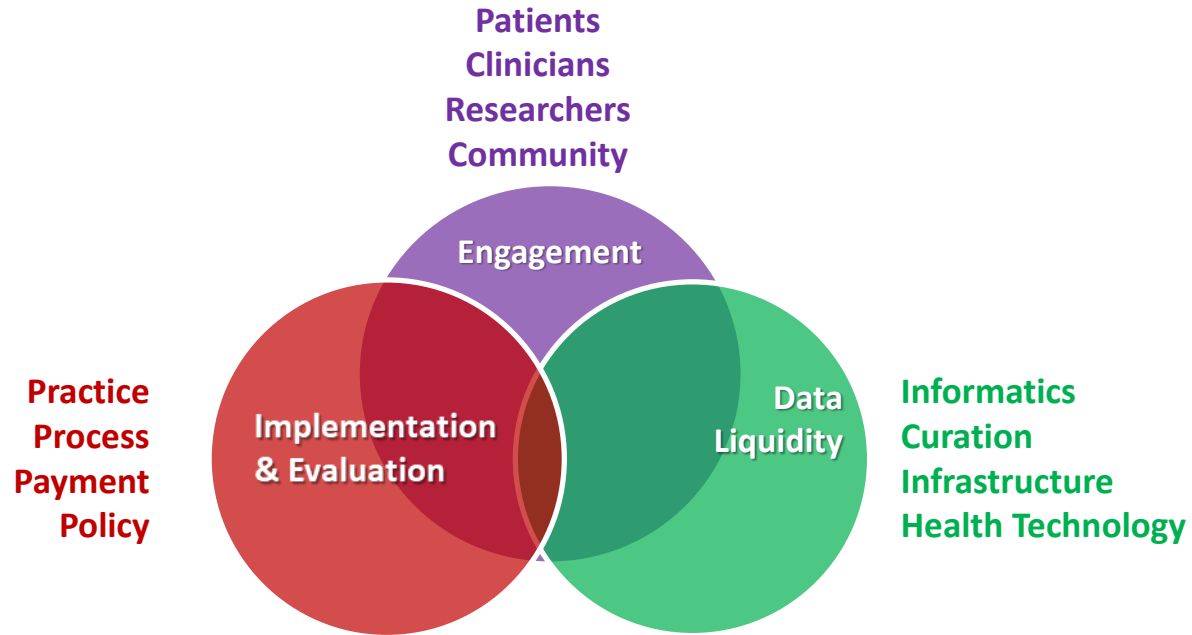 Patients
Clinicians
Researchers
Community
Engagement
Practice
Process
Payment
Policy
Implementation
& Evaluation
Data
Liquidity
Informatics
Curation
Infrastructure
Health Technology